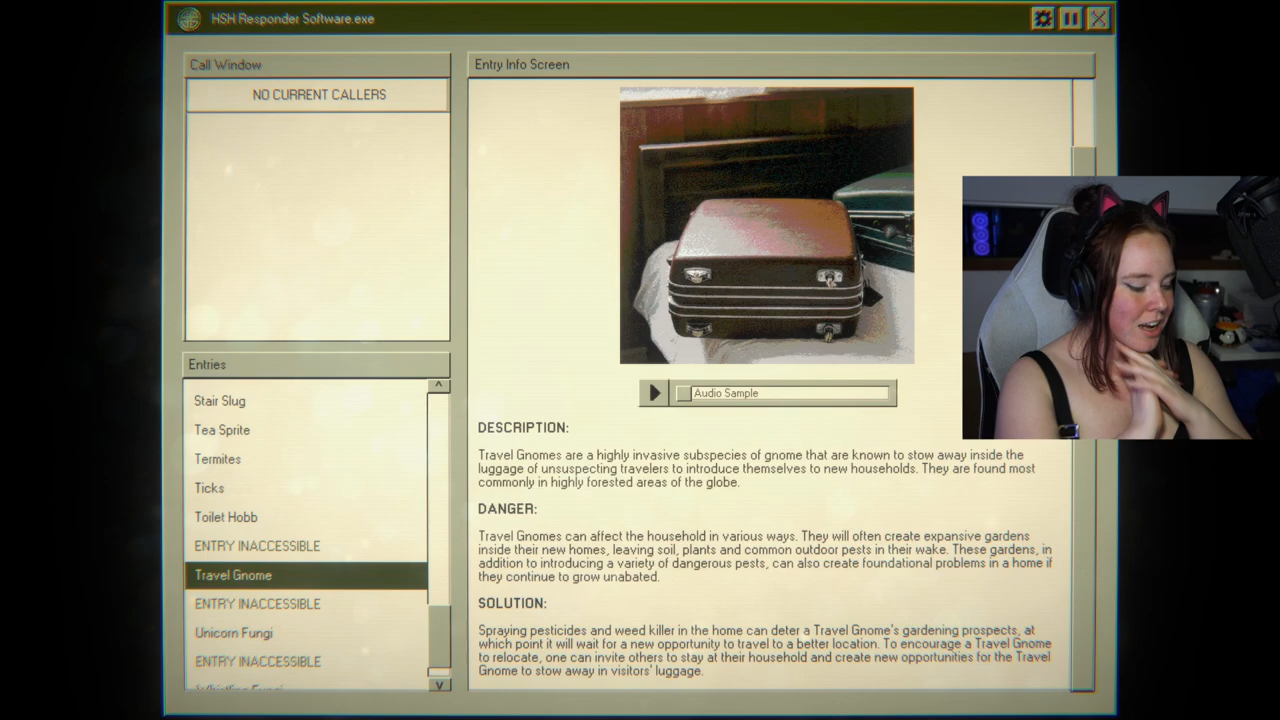 HSH Responder Software.exe
Call Window
NO CURRENT CALLERS
Entries
Stair Slug
Tea Sprite
Termites
Ticks
Toilet Hobb
ENTRY INACCESSIBLE
Travel Gnome
ENTRY INACCESSIBLE
Unicorn Fungi
ENTRY INACCESSIBLE
Whistling Fungi
Entry Info Screen
Audio Sample
DESCRIPTION:
Travel Gnomes are a highly invasive subspecies of gnome that are known to stow away inside the
luggage of unsuspecting travelers to introduce themselves to new households. They are found most
commonly in highly forested areas of the globe.
DANGER:
Travel Gnomes can affect the household in various ways. They will often create expansive gardens
inside their new homes, leaving soil, plants and common outdoor pests in their wake. These gardens, in
addition to introducing a variety of dangerous pests, can also create foundational problems in a home if
they continue to grow unabated.
SOLUTION:
Spraying pesticides and weed killer in the home can deter a Travel Gnome's gardening prospects, at
which point it will wait for a new opportunity to travel to a better location. To encourage a Travel Gnome
to relocate, one can invite others to stay at their household and create new opportunities for the Travel
Gnome to stow away in visitors' luggage.